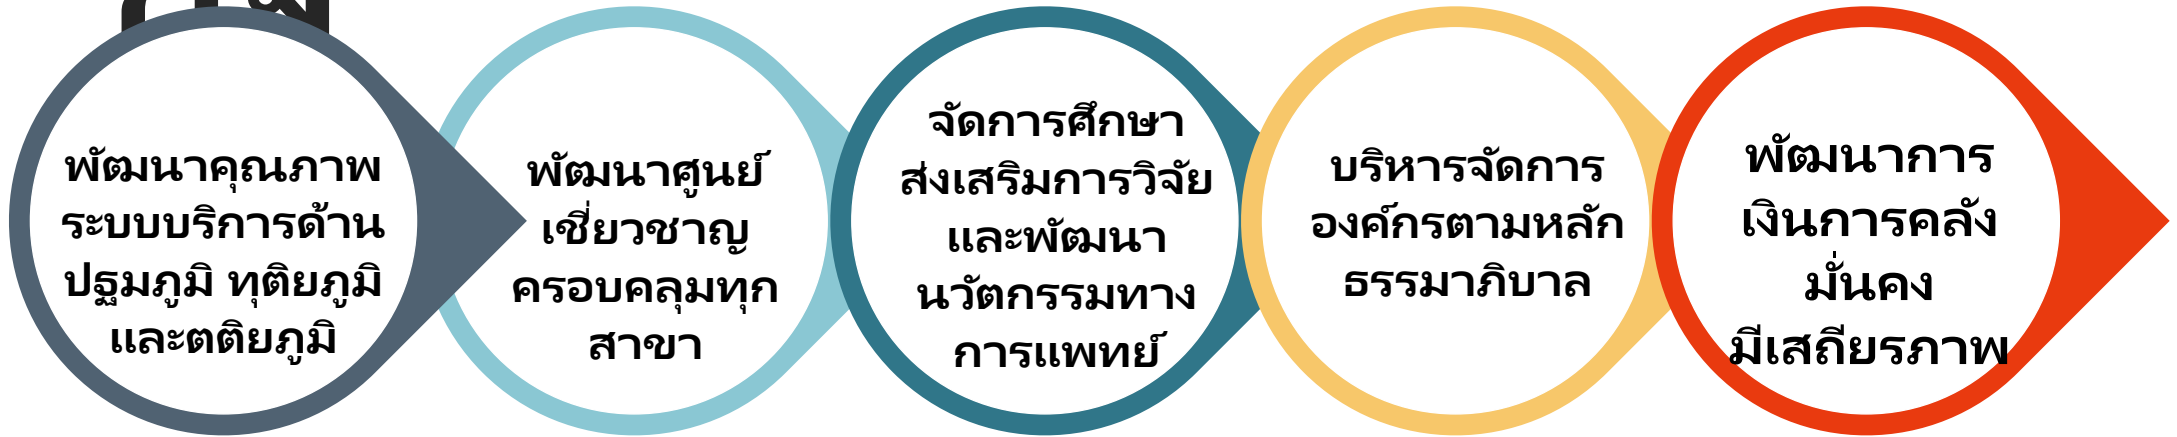 พัฒนาคุณภาพ
ระบบบริการด้าน
ปฐมภูมิ ทุติยภูมิ
และตติยภูมิ
พัฒนาศูนย์
เชี่ยวชาญ
ครอบคลุมทุก
สาขา
จัดการศึกษา
ส่งเสริมการวิจัย
และพัฒนา
นวัตกรรมทาง
การแพทย์
บริหารจัดการ
องค์กรตามหลัก
ธรรมาภิบาล
พัฒนาการ
เงินการคลัง
มั่นคง
มีเสถียรภาพ